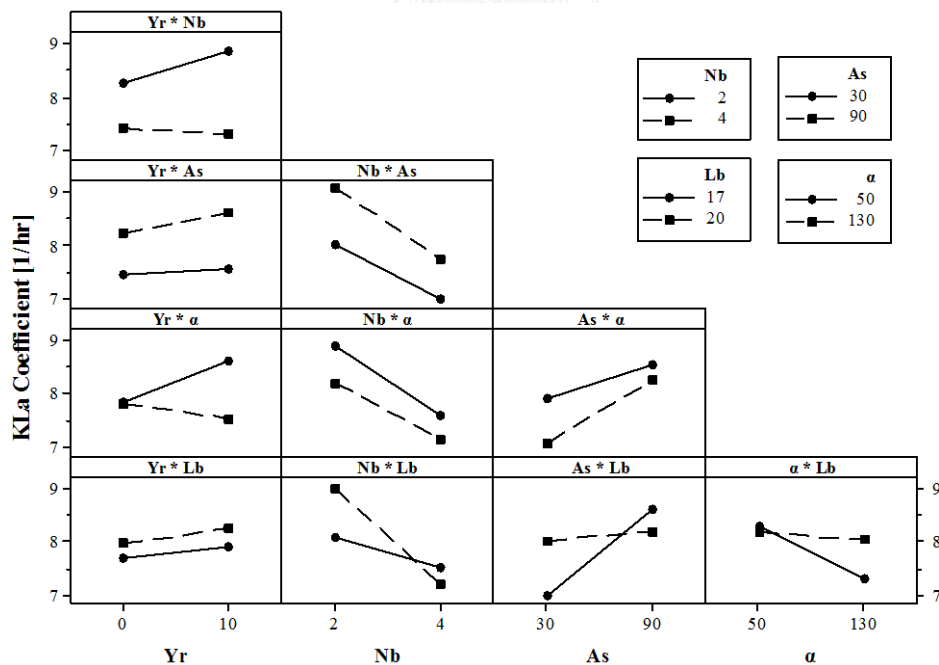 Yr * Nb
9
8
7
Nb
2
4
As
30
90
Lb
17
20
α
50
130
Yr * As
Nb * As
9
8
7
KLa Coefficient [1/hr]
Yr * α
Nb * α
As * α
9
8
7
Yr * Lb
Nb * Lb
As * Lb
α * Lb
9
8
7
9
8
7
0 10
2 4
30 90
50 130
Yr
Nb
As
α